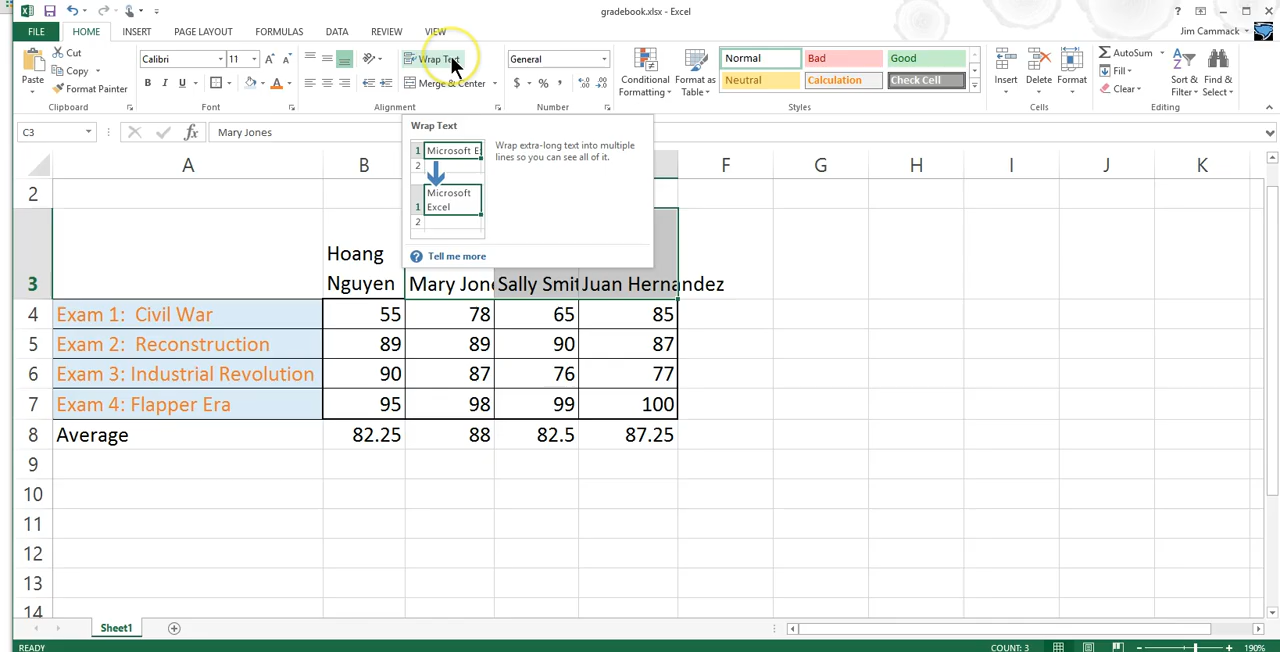 gradebook.xlsx - Excel
FILE HOME INSERT PAGE LAYOUT FORMULAS DATA REVIEW VIEW Jim Cammack
Paste
Cut
Copy
Format Painter
Clipboard
Calibri 11
B I U
Font
Wrap Text
Merge & Center
Alignment
General
$ % ,
Number
Conditional Formatting
Format as Table
Normal Bad Good
Neutral Calculation Check Cell
Styles
Insert Delete Format
Cells
AutoSum
Fill
Clear
Sort & Filter
Find & Select
Editing
C3 fx Mary Jones
Wrap Text
1 Microsoft E
2
Microsoft
1 Excel
2
Wrap extra-long text into multiple
lines so you can see all of it.
? Tell me more
A B F G H I J K
2
3 Hoang Nguyen Mary Jon Sally Smit Juan Hernandez
4 Exam 1: Civil War 55 78 65 85
5 Exam 2: Reconstruction 89 89 90 87
6 Exam 3: Industrial Revolution 90 87 76 77
7 Exam 4: Flapper Era 95 98 99 100
8 Average 82.25 88 82.5 87.25
9
10
11
12
13
14
Sheet1
READY COUNT: 3 190%